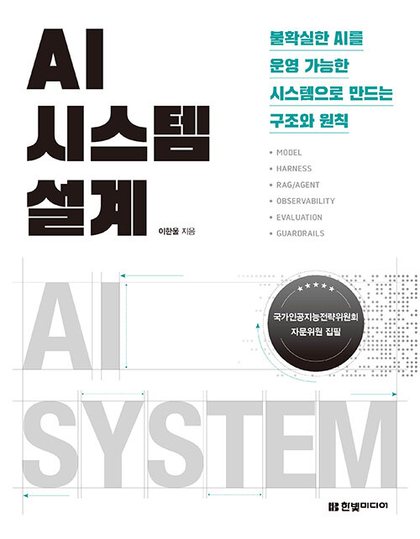 AI
시스템
설계
이한울 지음
불확실한 AI를
운영 가능한
시스템으로 만드는
구조와 원칙
• MODEL
• HARNESS
• RAG/AGENT
• OBSERVABILITY
• EVALUATION
• GUARDRAILS
국가인공지능전략위원회
자문위원 집필
AI
SYSTEM
HB 한빛미디어